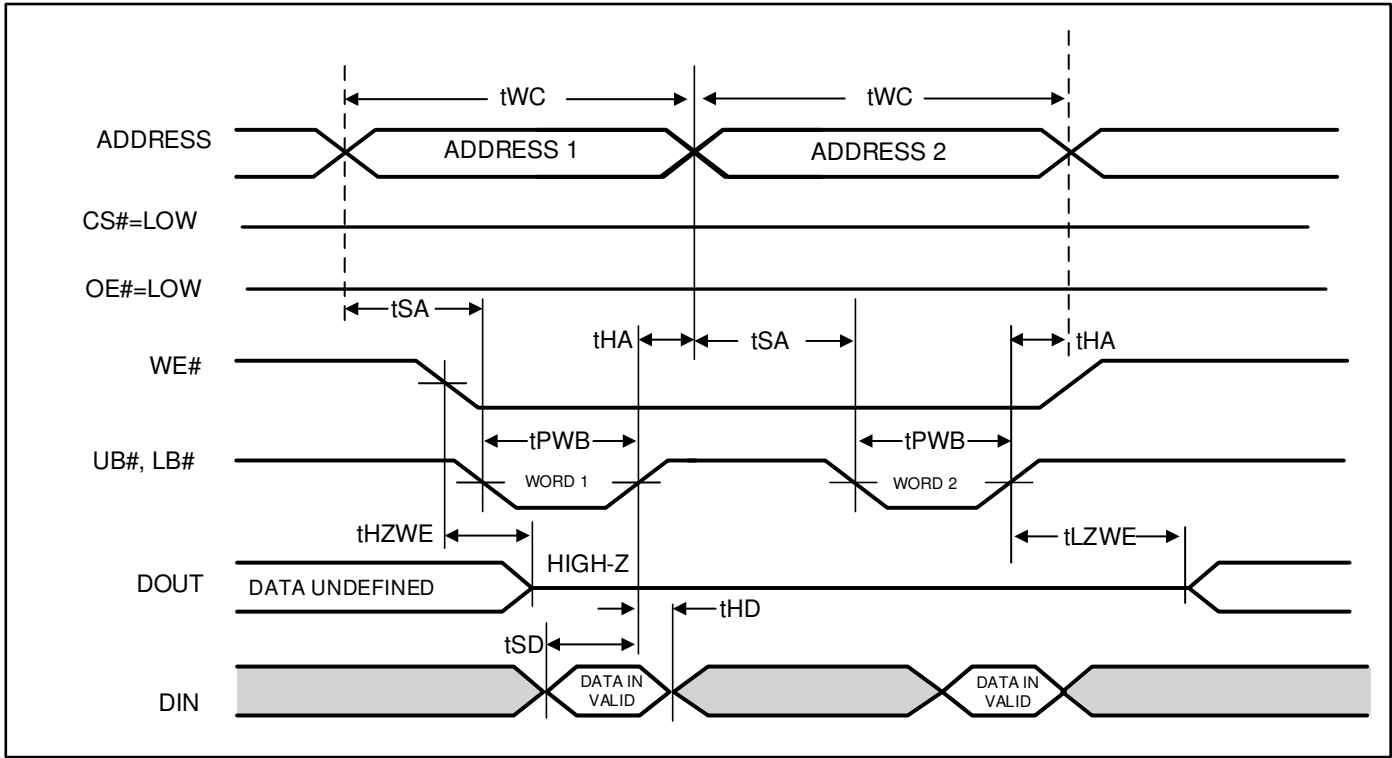 tWC tWC
ADDRESS ADDRESS 1 ADDRESS 2
CS#=LOW
OE#=LOW
tSA
tHA tSA tHA
WE#
tPWB tPWB
UB#, LB# WORD 1 WORD 2
tHZWE tLZWE
HIGH-Z
DOUT DATA UNDEFINED
tHD
tSD
DIN DATA IN VALID DATA IN VALID